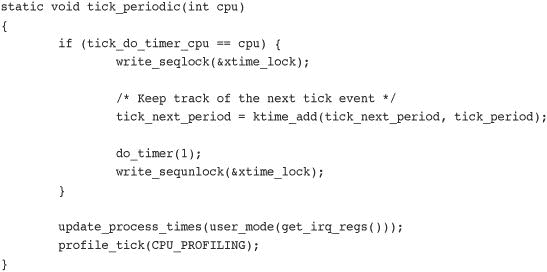 static void tick_periodic(int cpu)
{
        if (tick_do_timer_cpu == cpu) {
                write_seqlock(&xtime_lock);

                /* Keep track of the next tick event */
                tick_next_period = ktime_add(tick_next_period, tick_period);

                do_timer(1);
                write_sequnlock(&xtime_lock);
        }

        update_process_times(user_mode(get_irq_regs()));
        profile_tick(CPU_PROFILING);
}